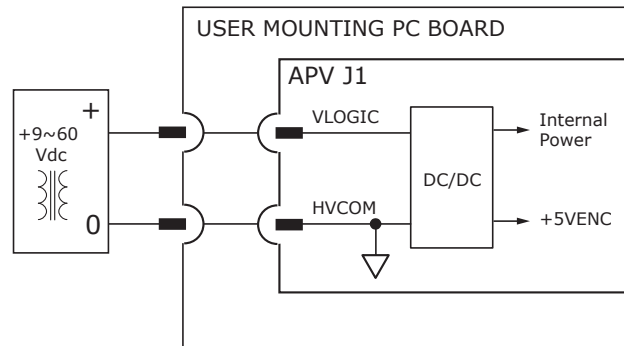 USER MOUNTING PC BOARD
APV J1
+
+9~60
Vdc
0
VLOGIC
HVCOM
DC/DC
Internal
Power
+5VENC